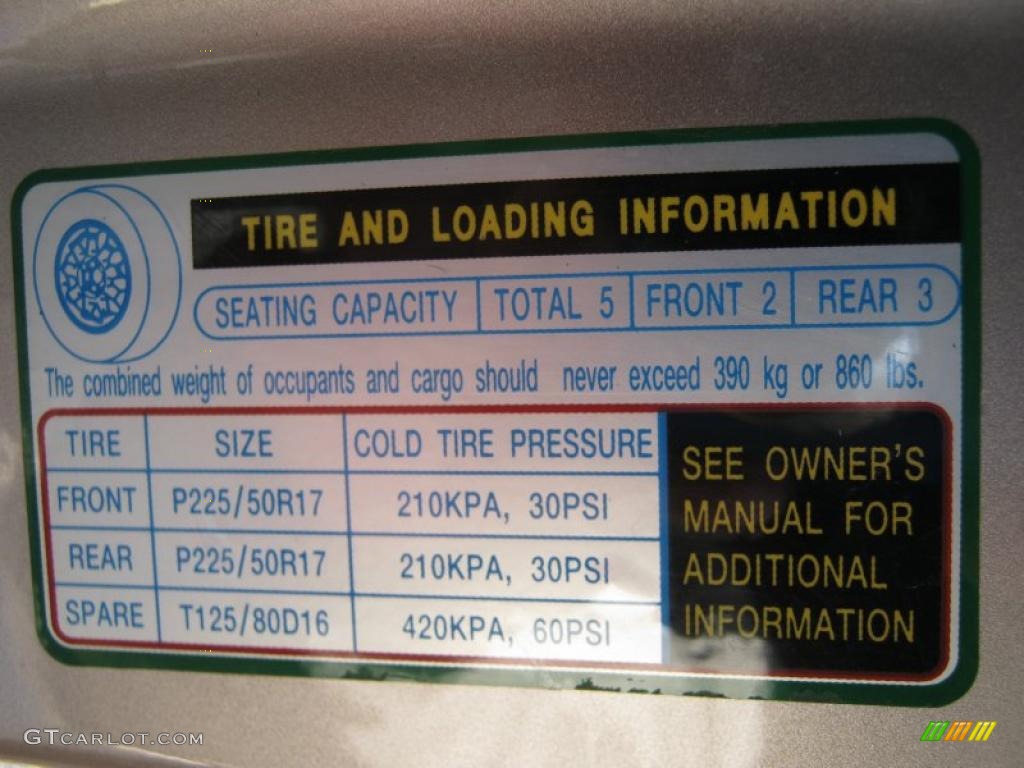 TIRE AND LOADING INFORMATION
SEATING CAPACITY TOTAL 5 FRONT 2 REAR 3
The combined weight of occupants and cargo should never exceed 390 kg or 860 lbs.
TIRE SIZE COLD TIRE PRESSURE
FRONT P225/50R17 210KPA, 30PSI
REAR P225/50R17 210KPA, 30PSI
SPARE T125/80D16 420KPA, 60PSI
SEE OWNER'S
MANUAL FOR
ADDITIONAL
INFORMATION
GTCARLOT.COM